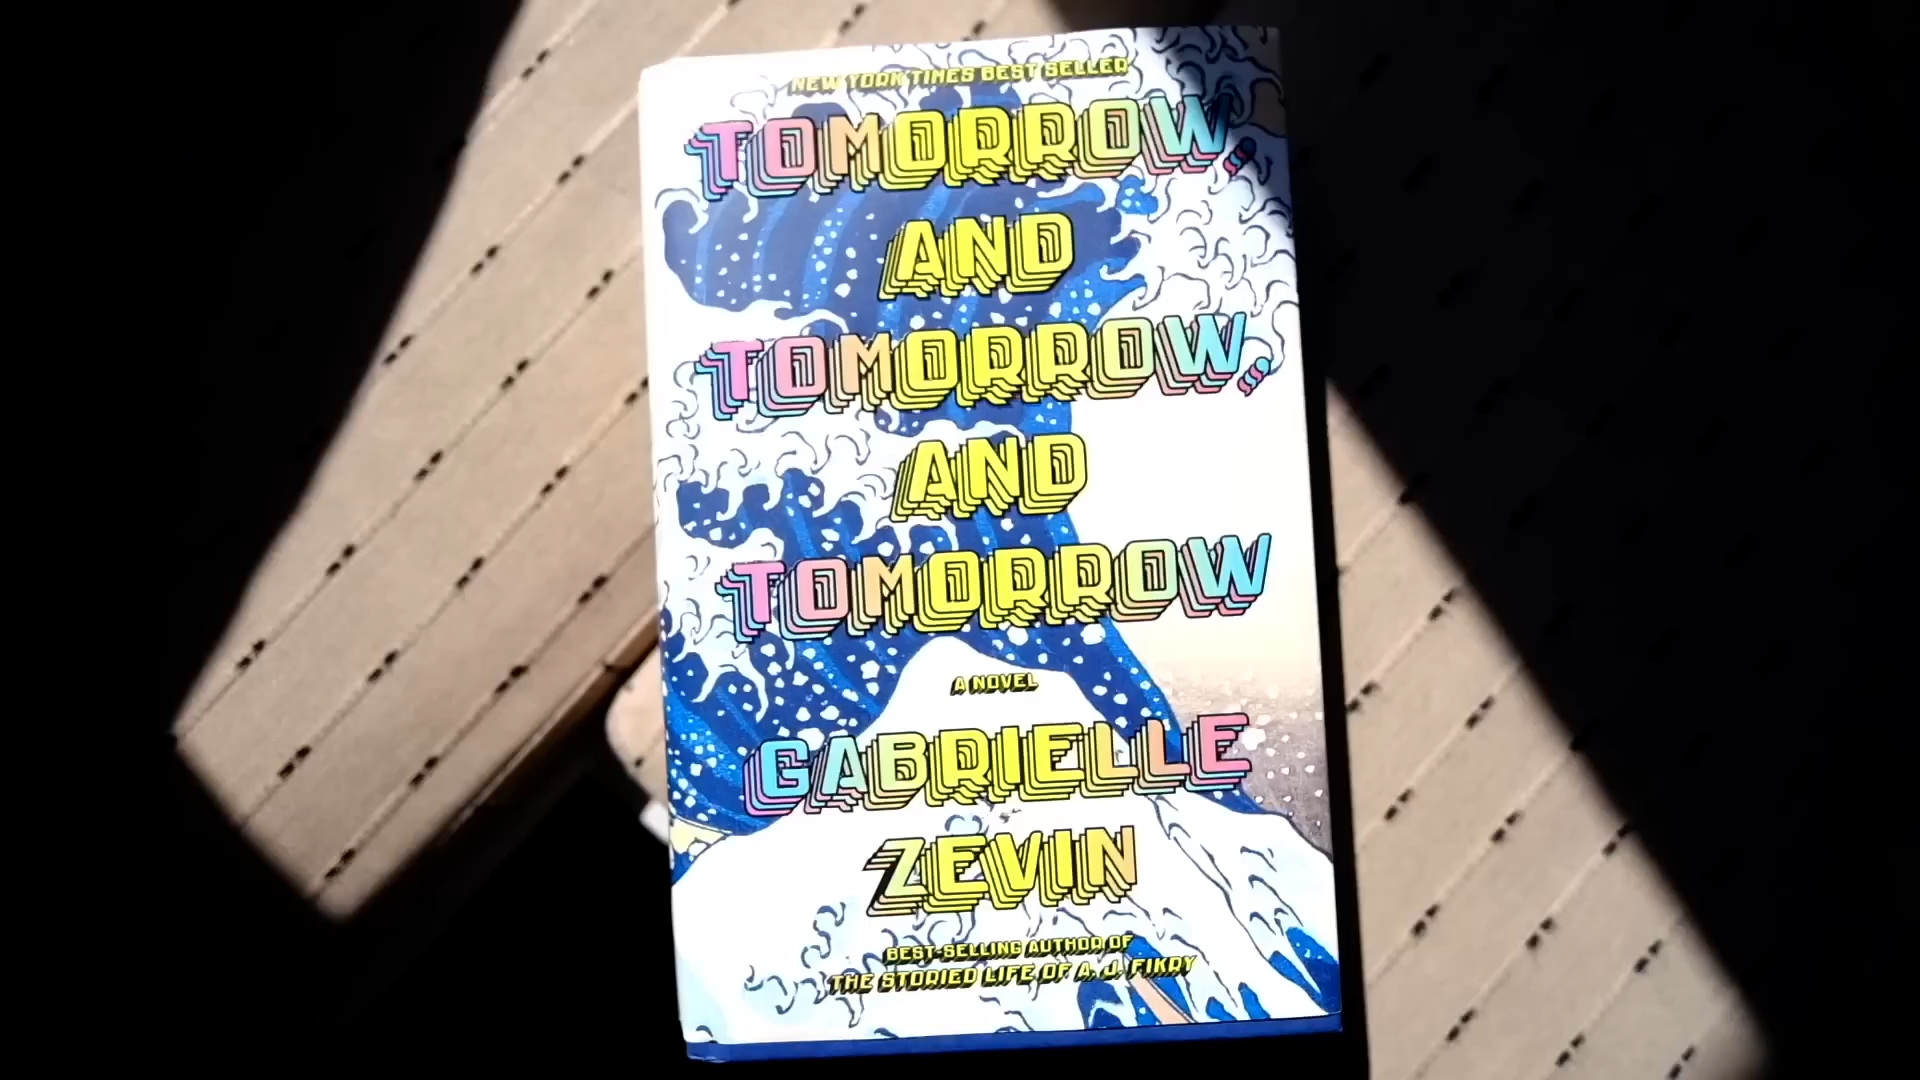 NEW YORK TIMES BEST SELLER
TOMORROW,
AND
TOMORROW,
AND
TOMORROW
A NOVEL
GABRIELLE
ZEVIN
BEST-SELLING AUTHOR OF
THE STORIED LIFE OF A. J. FIKRY